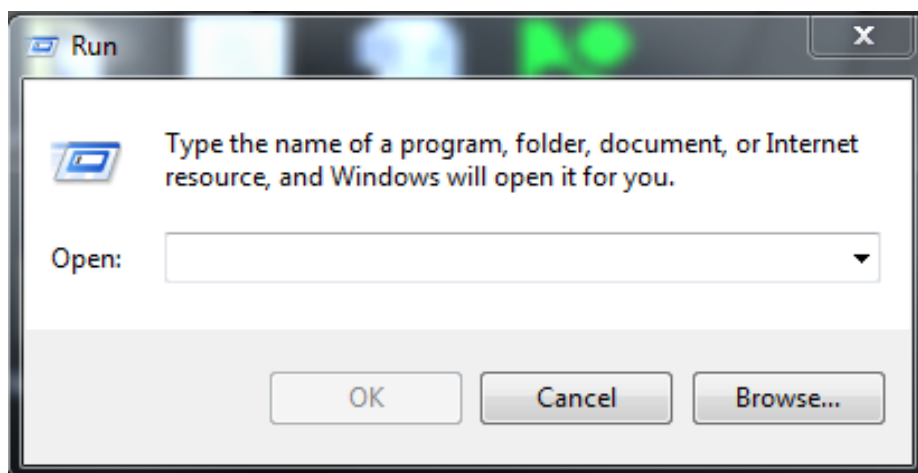 Run
Type the name of a program, folder, document, or Internet
resource, and Windows will open it for you.
Open:
OK Cancel Browse...